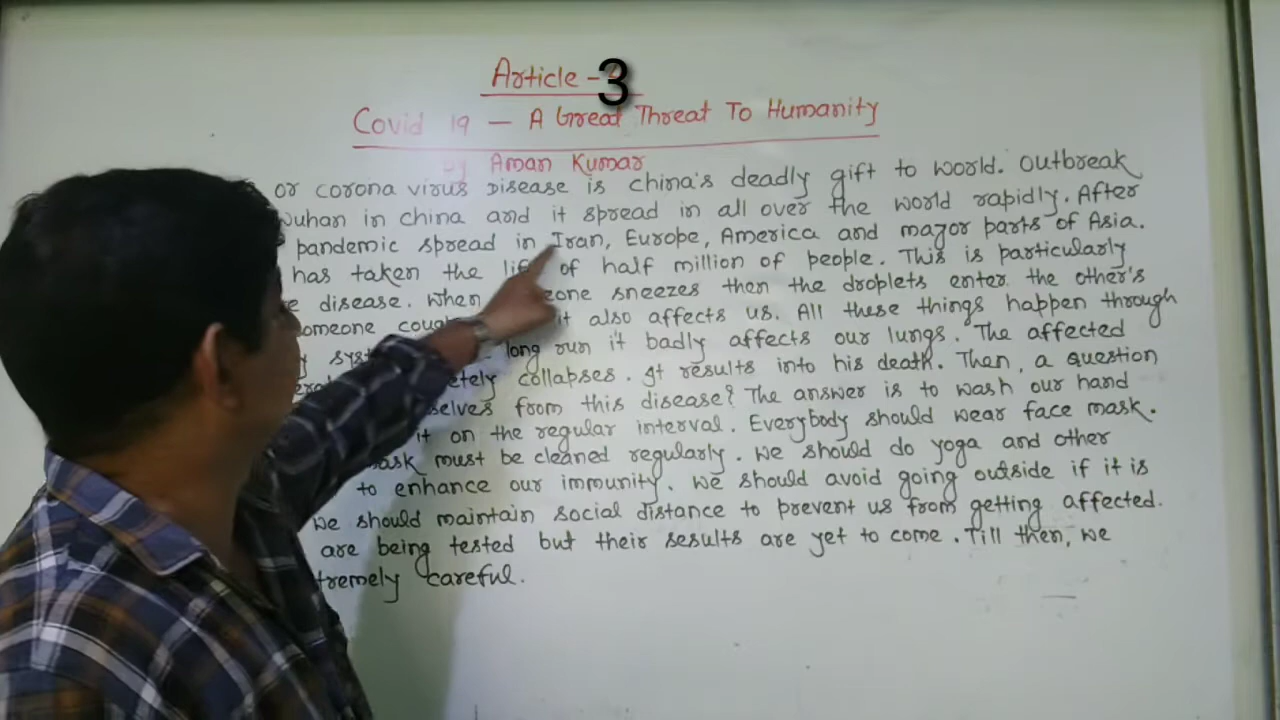 Article - 3
Covid 19 — A Great Threat To Humanity
by Aman Kumar
or corona virus Disease is china's deadly gift to world. Outbreak
wuhan in china and it spread in all over the world rapidly. After
pandemic spread in Iran, Europe, America and major parts of Asia.
has taken the life of half million of people. This is particularly
disease. When sneezes then the droplets enter the other's
it also affects us. All these things happen through
long run it badly affects our lungs. The affected
collapses. It results into his death. Then, a question
selves from this disease? The answer is to wash our hand
it on the regular interval. Everybody should wear face mask.
mask must be cleaned regularly. We should do yoga and other
to enhance our immunity. We should avoid going outside if it is
We should maintain social distance to prevent us from getting affected.
are being tested but their sesults are yet to come. Till then, we
tremely careful.